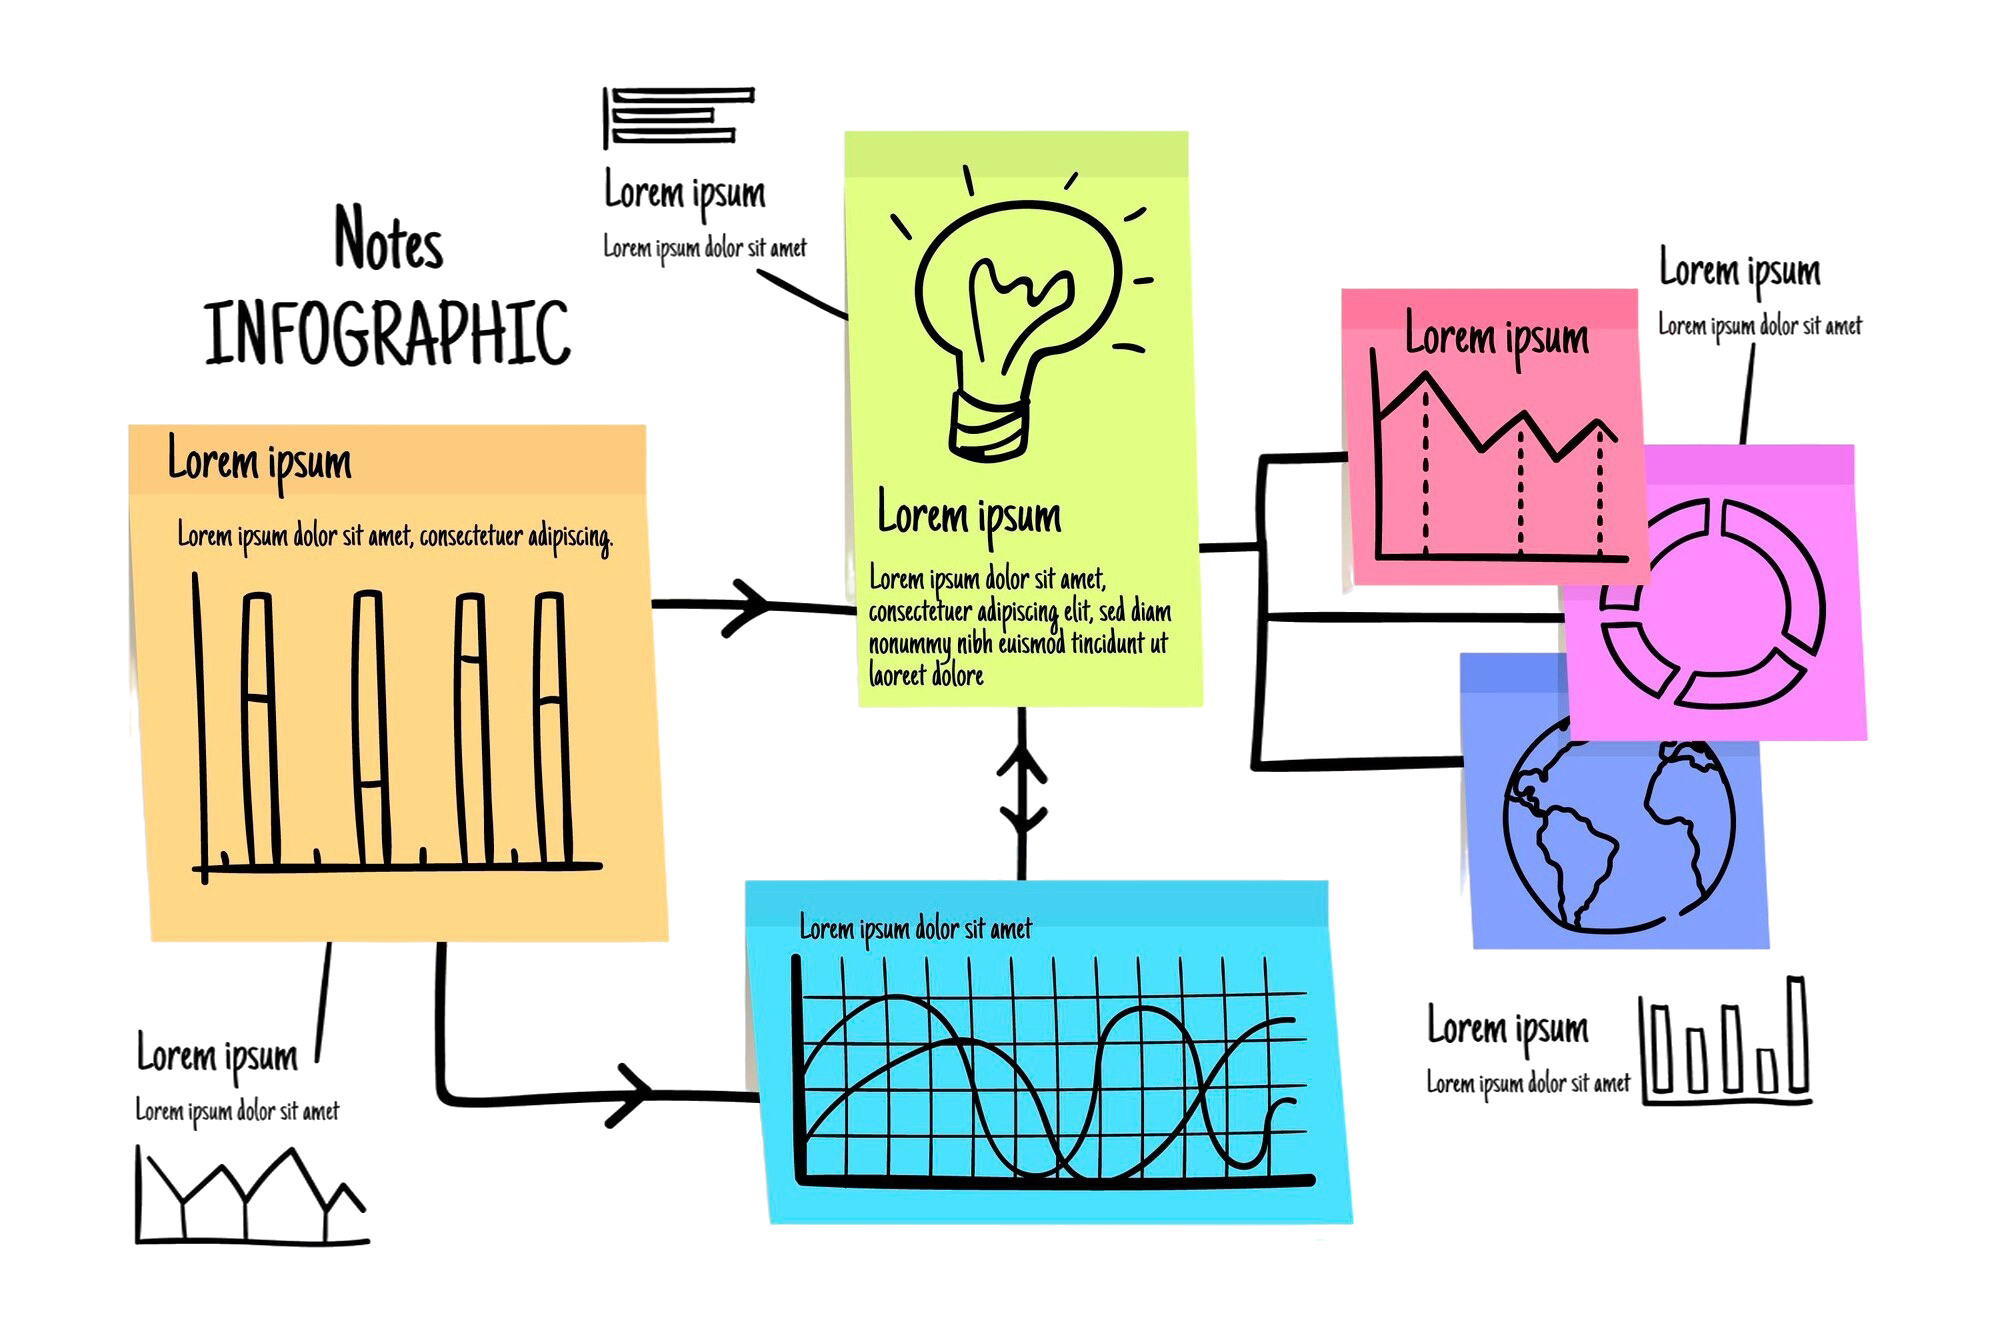 Notes
INFOGRAPHIC
Lorem ipsum
Lorem ipsum dolor sit amet
Lorem ipsum
Lorem ipsum dolor sit amet, consectetuer adipiscing.
Lorem ipsum
Lorem ipsum dolor sit amet
Lorem ipsum
Lorem ipsum dolor sit amet,
consectetuer adipiscing elit, sed diam
nonummy nibh euismod tincidunt ut
laoreet dolore
Lorem ipsum dolor sit amet
Lorem ipsum
Lorem ipsum
Lorem ipsum dolor sit amet
Lorem ipsum
Lorem ipsum dolor sit amet